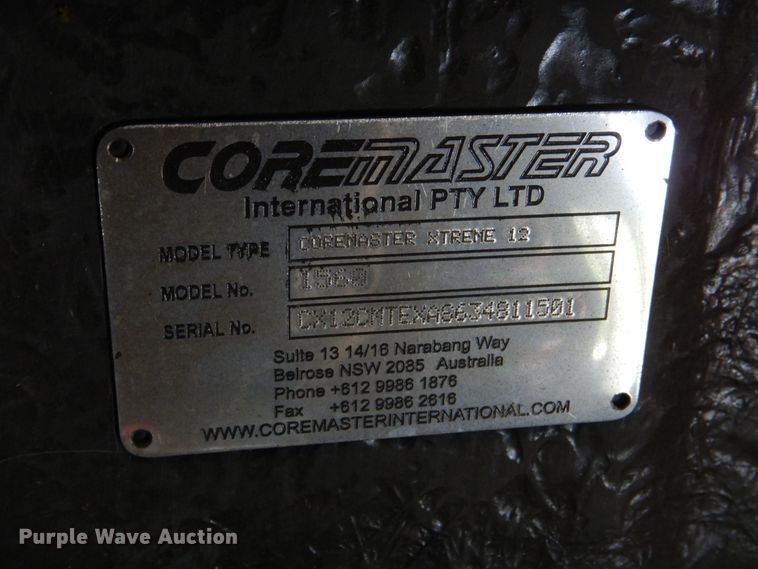 COREMASTER
International PTY LTD
MODEL TYPE COREMASTER XTREME 12
MODEL No. 1560
SERIAL No. CX12CMTEXA8634811501
Suite 13 14/16 Narabang Way
Belrose NSW 2085 Australia
Phone +612 9986 1876
Fax +612 9986 2616
WWW.COREMASTERINTERNATIONAL.COM
Purple Wave Auction